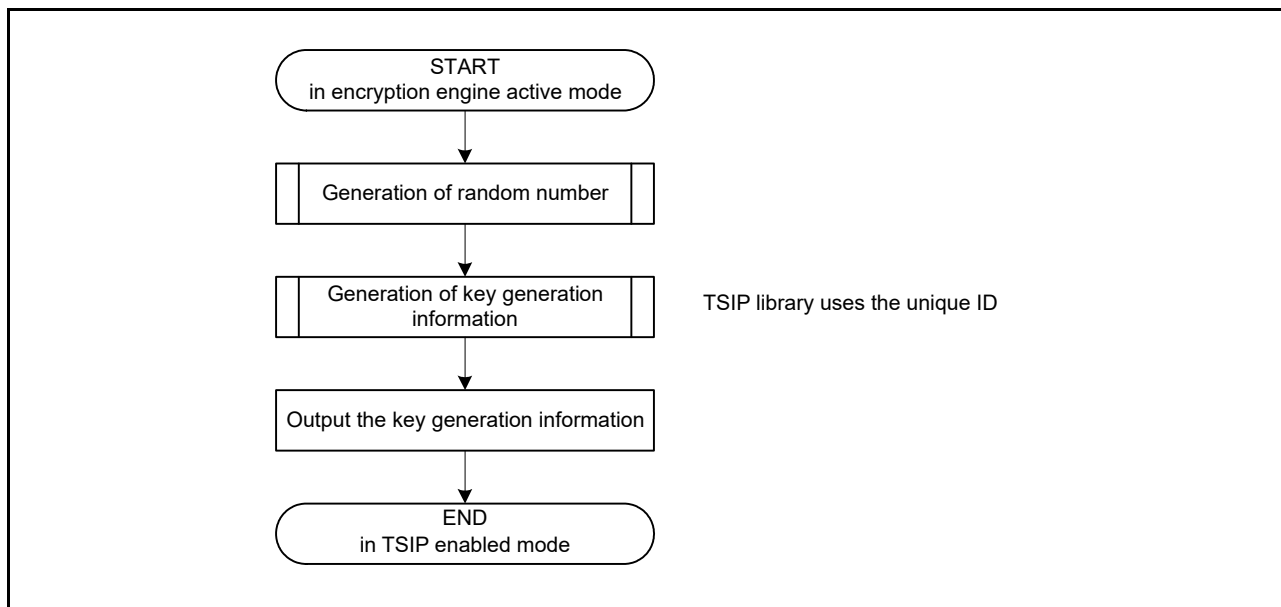 START
in encryption engine active mode
Generation of random number
Generation of key generation
information
TSIP library uses the unique ID
Output the key generation information
END
in TSIP enabled mode